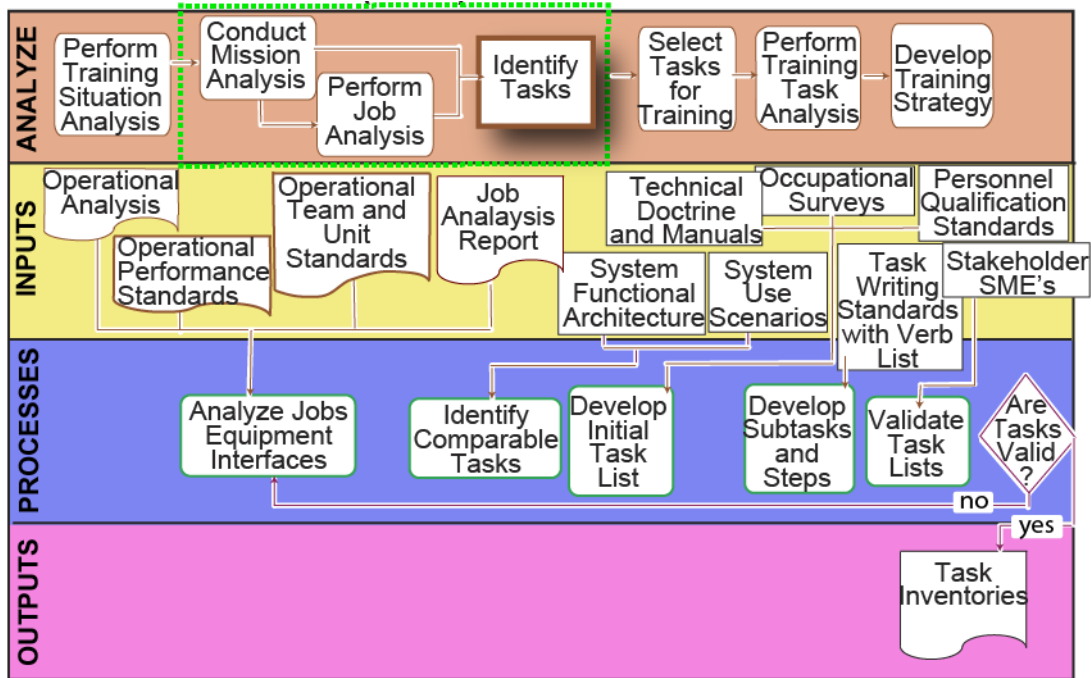 ANALYZE
Perform
Training
Situation
Analysis
Conduct
Mission
Analysis
Perform
Job
Analysis
Identify
Tasks
Select
Tasks
for
Training
Perform
Training
Task
Analysis
Develop
Training
Strategy
INPUTS
Operational
Analysis
Operational
Performance
Standards
Operational
Team and
Unit
Standards
Job
Analaysis
Report
Technical
Doctrine
and Manuals
Occupational
Surveys
Personnel
Qualification
Standards
System
Functional
Architecture
System
Use
Scenarios
Task
Writing
Standards
with Verb
List
Stakeholder
SME's
PROCESSES
Analyze Jobs
Equipment
Interfaces
Identify
Comparable
Tasks
Develop
Initial
Task
List
Develop
Subtasks
and
Steps
Validate
Task
Lists
Are
Tasks
Valid
?
no
yes
OUTPUTS
Task
Inventories